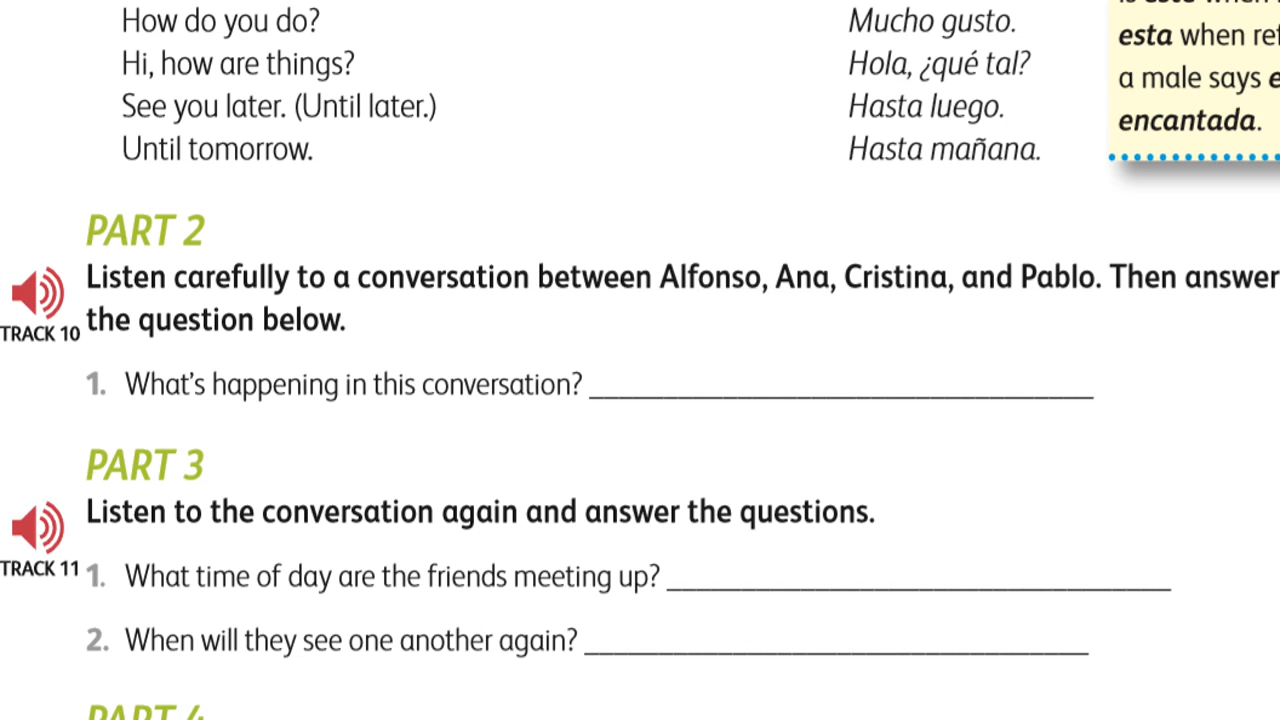 How do you do? Mucho gusto.
Hi, how are things? Hola, ¿qué tal?
See you later. (Until later.) Hasta luego.
Until tomorrow. Hasta mañana.
esta when ref
a male says e
encantada.
PART 2
Listen carefully to a conversation between Alfonso, Ana, Cristina, and Pablo. Then answer
the question below.
TRACK 10
1. What's happening in this conversation?
PART 3
Listen to the conversation again and answer the questions.
TRACK 11
1. What time of day are the friends meeting up?
2. When will they see one another again?
PART 4